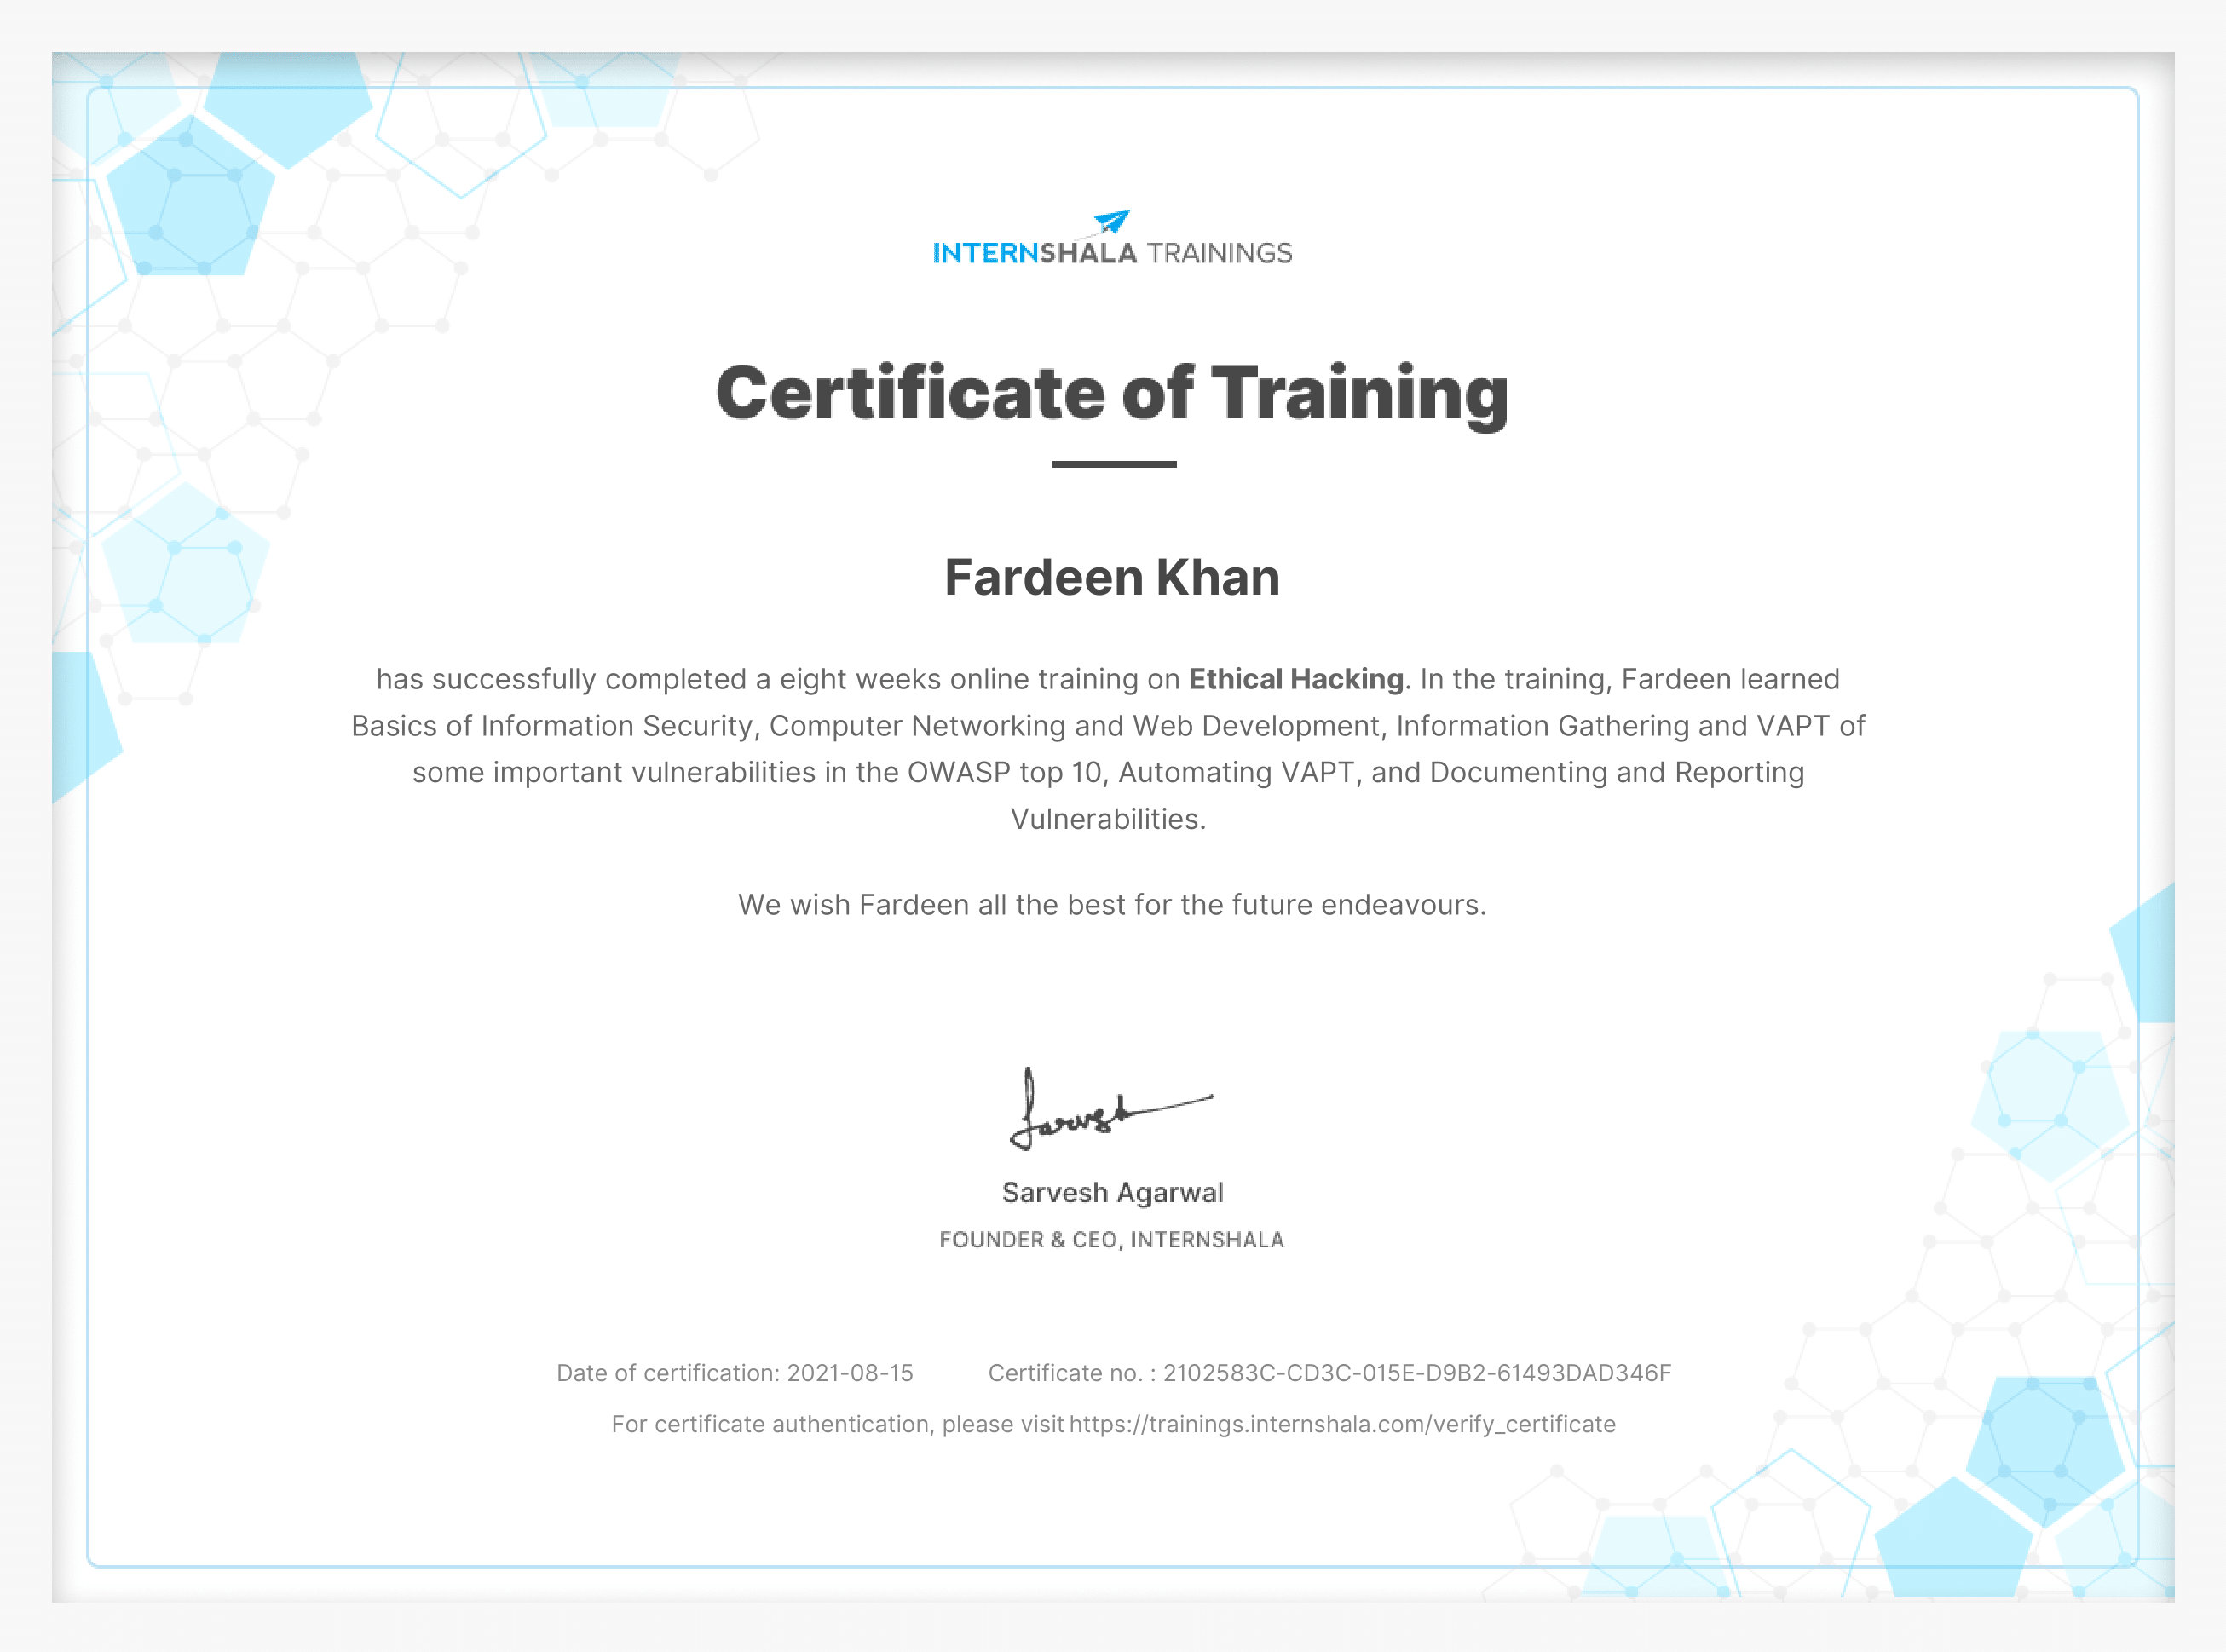 INTERNSHALA TRAININGS
Certificate of Training
Fardeen Khan
has successfully completed a eight weeks online training on Ethical Hacking. In the training, Fardeen learned
Basics of Information Security, Computer Networking and Web Development, Information Gathering and VAPT of
some important vulnerabilities in the OWASP top 10, Automating VAPT, and Documenting and Reporting
Vulnerabilities.
We wish Fardeen all the best for the future endeavours.
Sarvesh
Sarvesh Agarwal
FOUNDER & CEO, INTERNSHALA
Date of certification: 2021-08-15 Certificate no. : 2102583C-CD3C-015E-D9B2-61493DAD346F
For certificate authentication, please visit https://trainings.internshala.com/verify_certificate